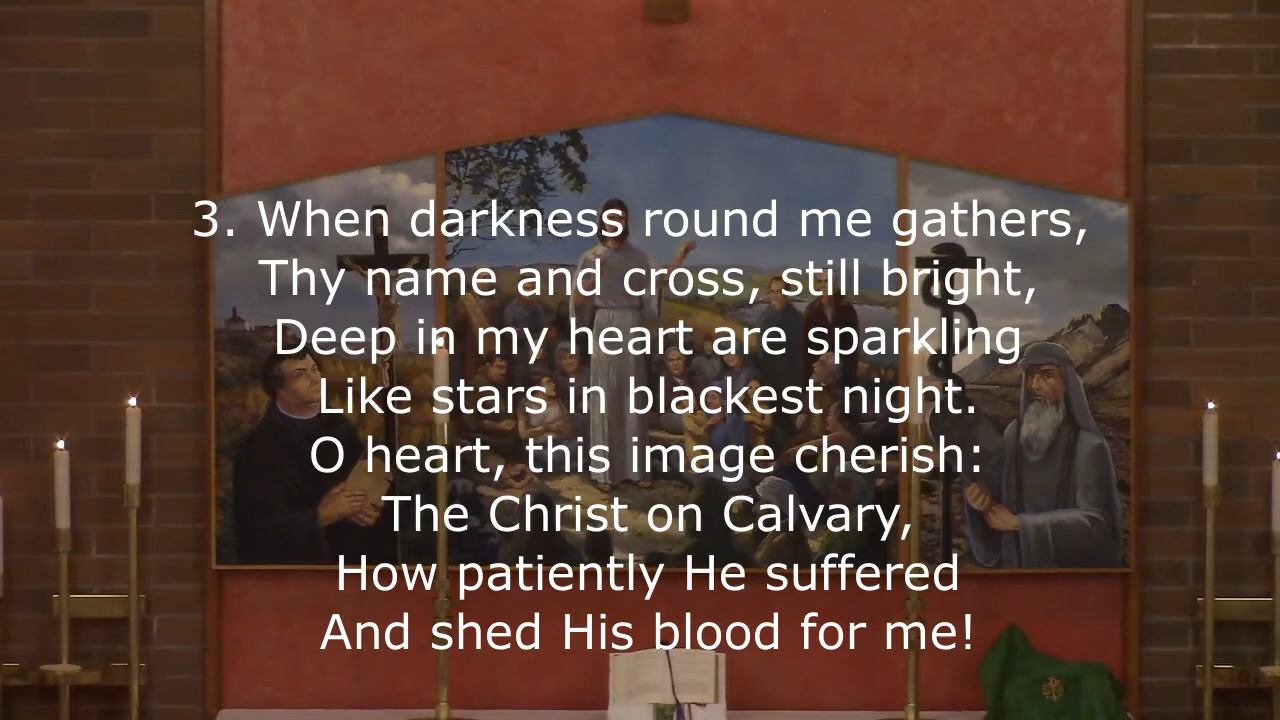 3. When darkness round me gathers,
Thy name and cross, still bright,
Deep in my heart are sparkling
Like stars in blackest night.
O heart, this image cherish:
The Christ on Calvary,
How patiently He suffered
And shed His blood for me!